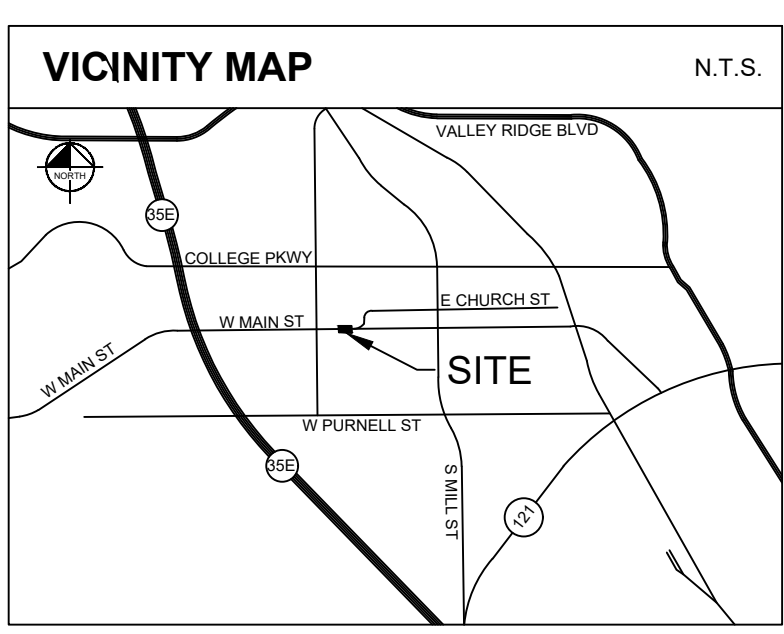 VICINITY MAP
N.T.S.
VALLEY RIDGE BLVD
NORTH
35E
COLLEGE PKWY
E CHURCH ST
W MAIN ST
W MAIN ST
SITE
W PURNELL ST
35E
S MILL ST
121